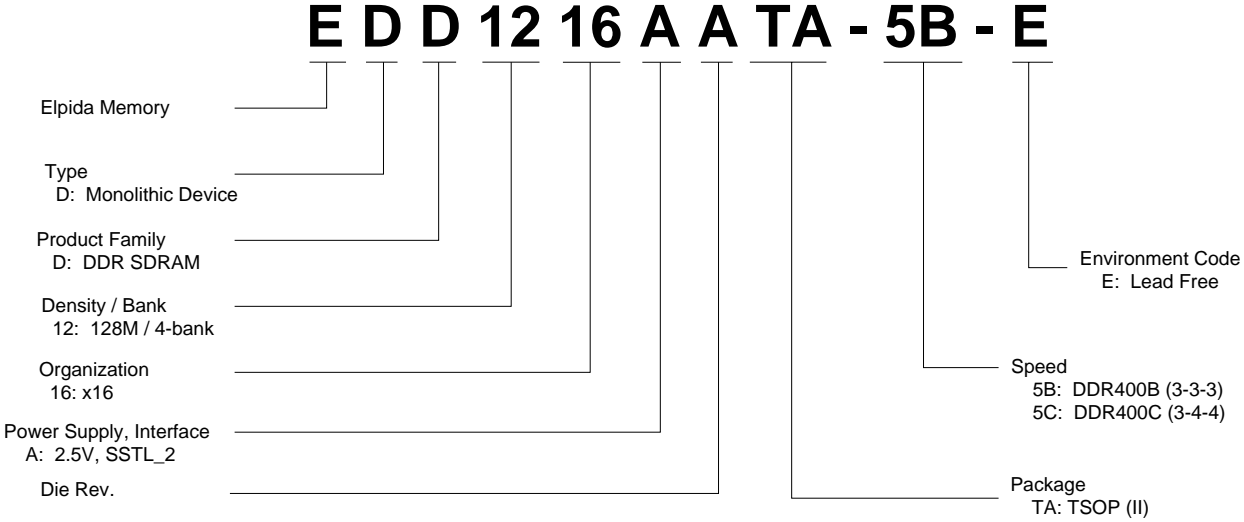 E D D 12 16 A A TA - 5B - E
Elpida Memory
Type
D: Monolithic Device
Product Family
D: DDR SDRAM
Density / Bank
12: 128M / 4-bank
Organization
16: x16
Power Supply, Interface
A: 2.5V, SSTL_2
Die Rev.
Environment Code
E: Lead Free
Speed
5B: DDR400B (3-3-3)
5C: DDR400C (3-4-4)
Package
TA: TSOP (II)